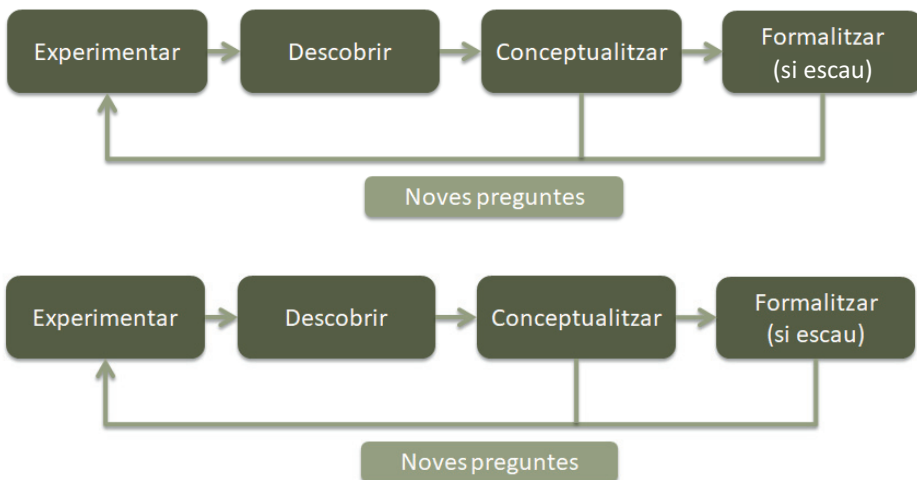 Experimentar
Descobrir
Conceptualitzar
Formalitzar
(si escau)
Noves preguntes
Experimentar
Descobrir
Conceptualitzar
Formalitzar
(si escau)
Noves preguntes